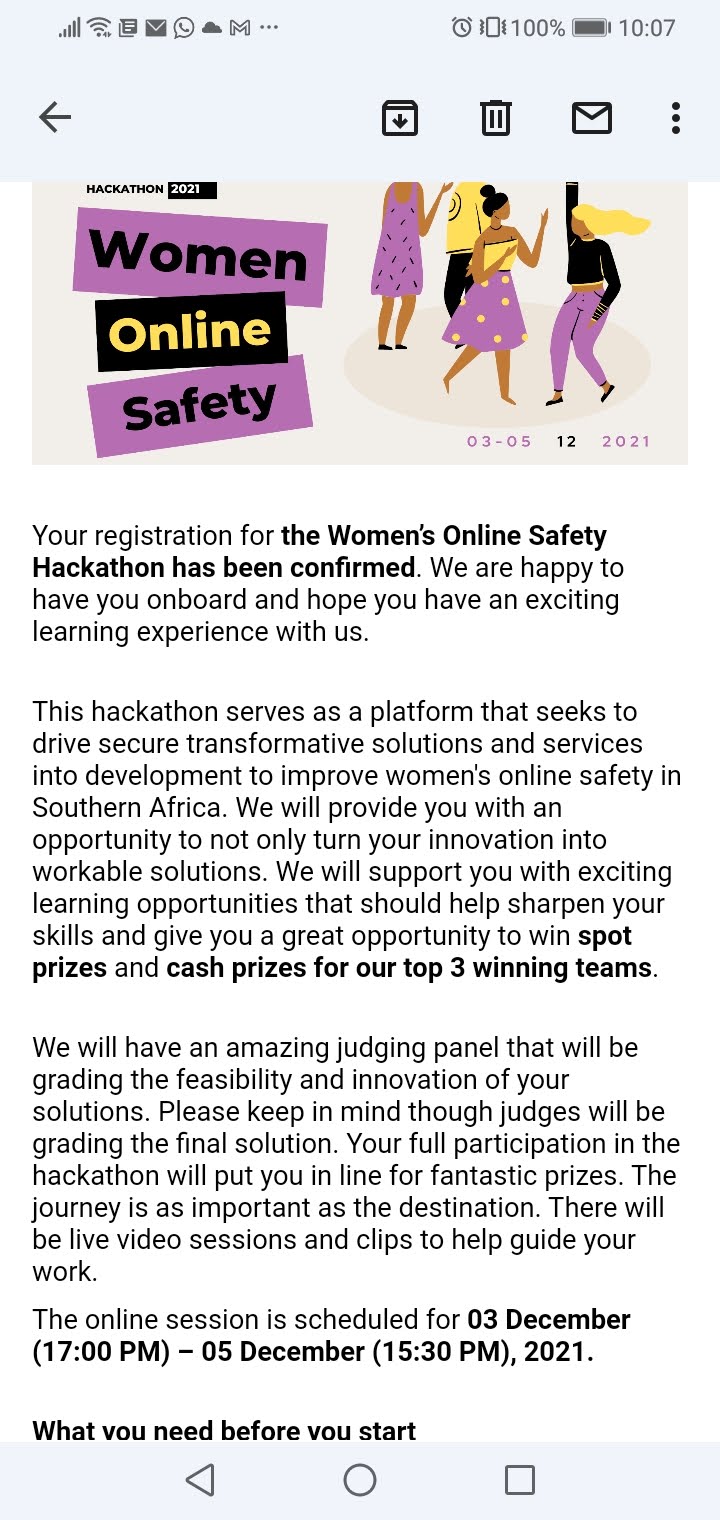 100% 10:07
HACKATHON 2021
Women
Online
Safety
03-05 12 2021
Your registration for the Women’s Online Safety
Hackathon has been confirmed. We are happy to
have you onboard and hope you have an exciting
learning experience with us.
This hackathon serves as a platform that seeks to
drive secure transformative solutions and services
into development to improve women's online safety in
Southern Africa. We will provide you with an
opportunity to not only turn your innovation into
workable solutions. We will support you with exciting
learning opportunities that should help sharpen your
skills and give you a great opportunity to win spot
prizes and cash prizes for our top 3 winning teams.
We will have an amazing judging panel that will be
grading the feasibility and innovation of your
solutions. Please keep in mind though judges will be
grading the final solution. Your full participation in the
hackathon will put you in line for fantastic prizes. The
journey is as important as the destination. There will
be live video sessions and clips to help guide your
work.
The online session is scheduled for 03 December
(17:00 PM) – 05 December (15:30 PM), 2021.
What you need before you start